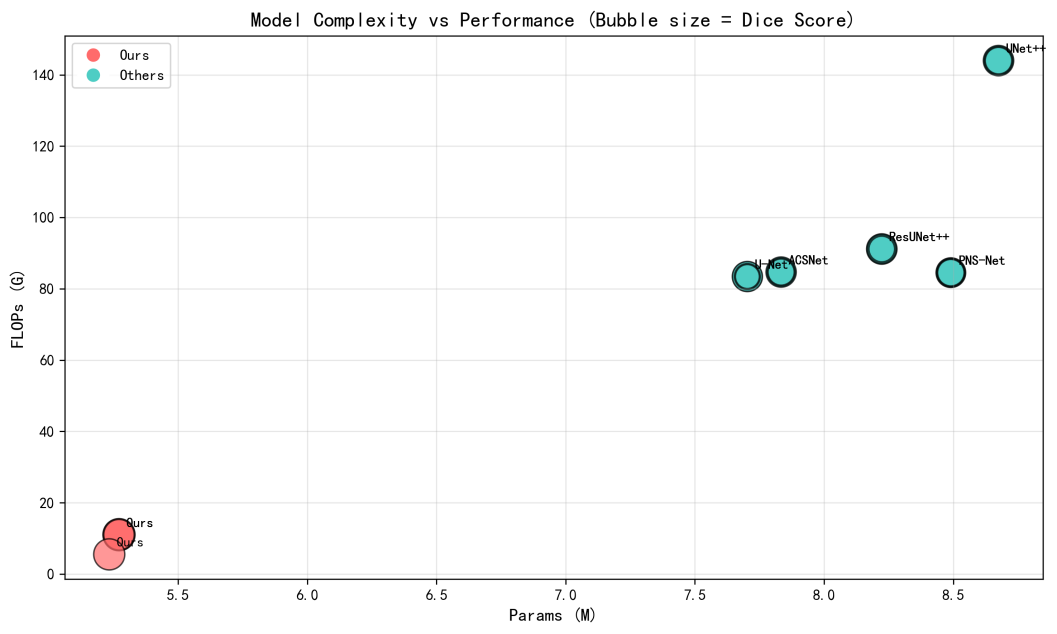 Model Complexity vs Performance (Bubble size = Dice Score)
Ours
Others
UNet++
ResUNet++
PNS-Net
ACSNet
U-Net
Ours
Ours
140
120
100
80
60
40
20
0
FLOPs (G)
5.5 6.0 6.5 7.0 7.5 8.0 8.5
Params (M)